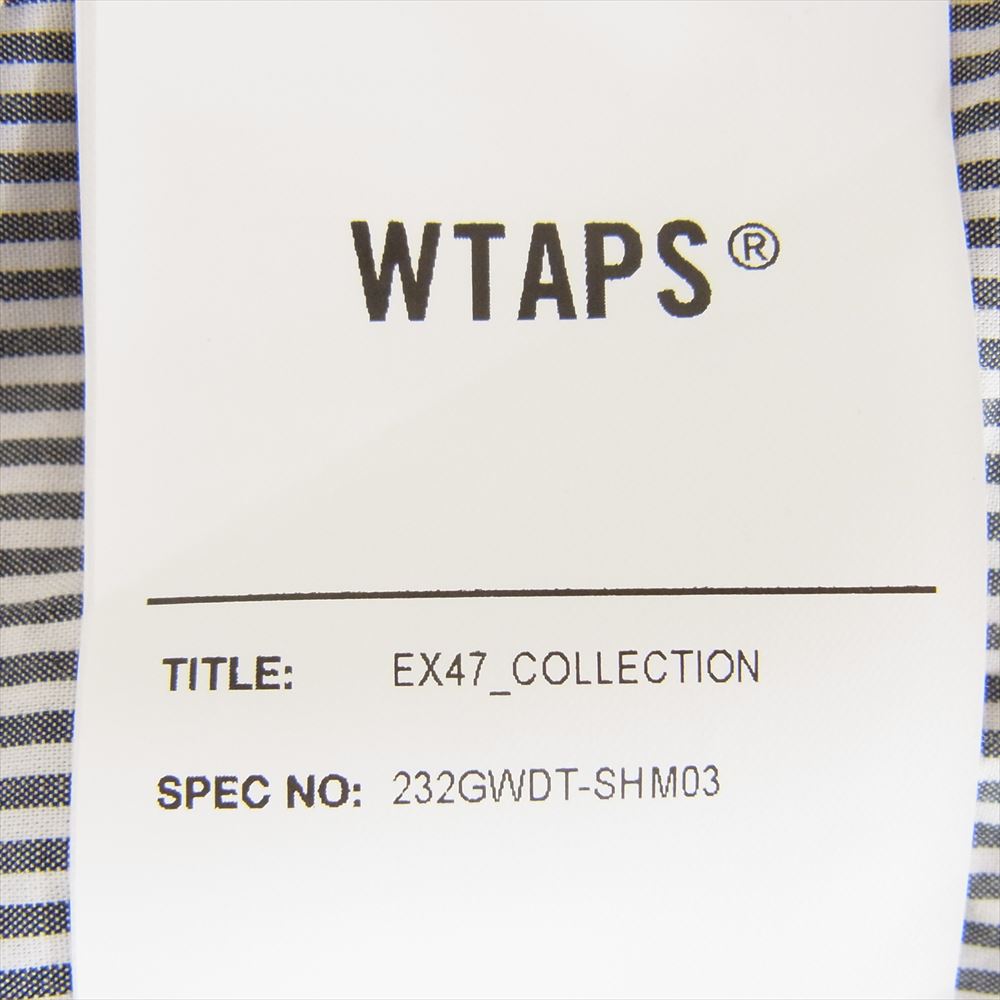 WTAPS®
TITLE: EX47_COLLECTION
SPEC NO: 232GWDT-SHM03